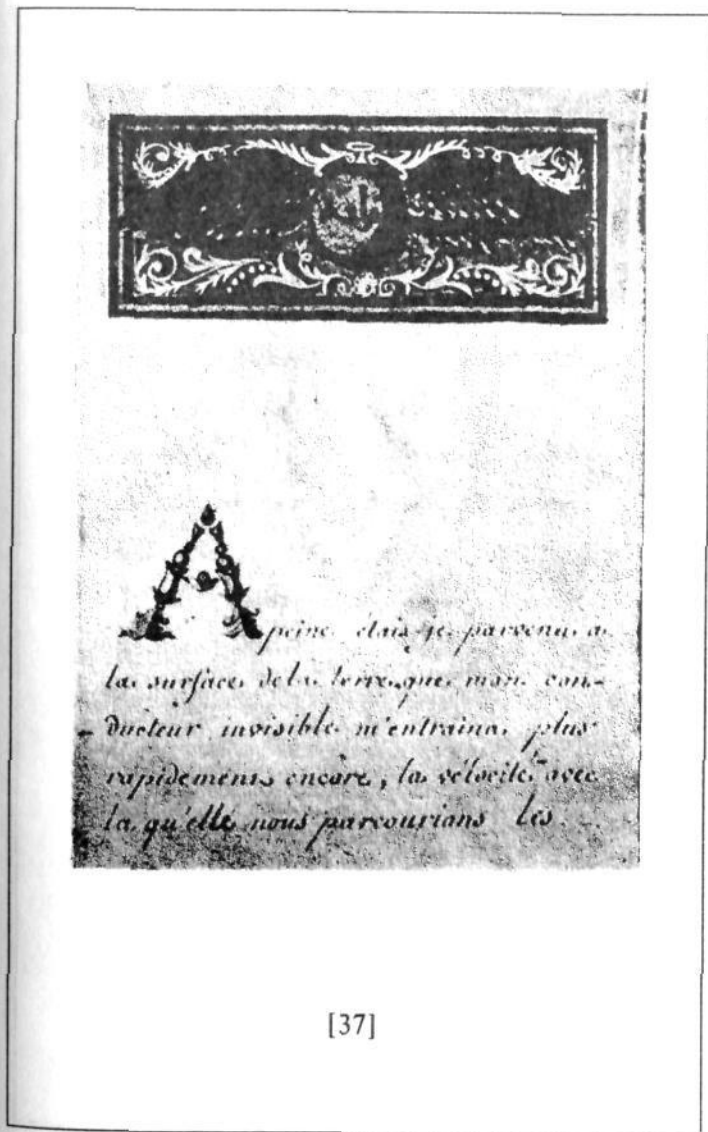 A peine étais je parvenu a
la surface de la terre que mon con-
ducteur invisible m'entraina plus
rapidement encore, la vélocité avec
la qu'elle nous parcourians les
[37]